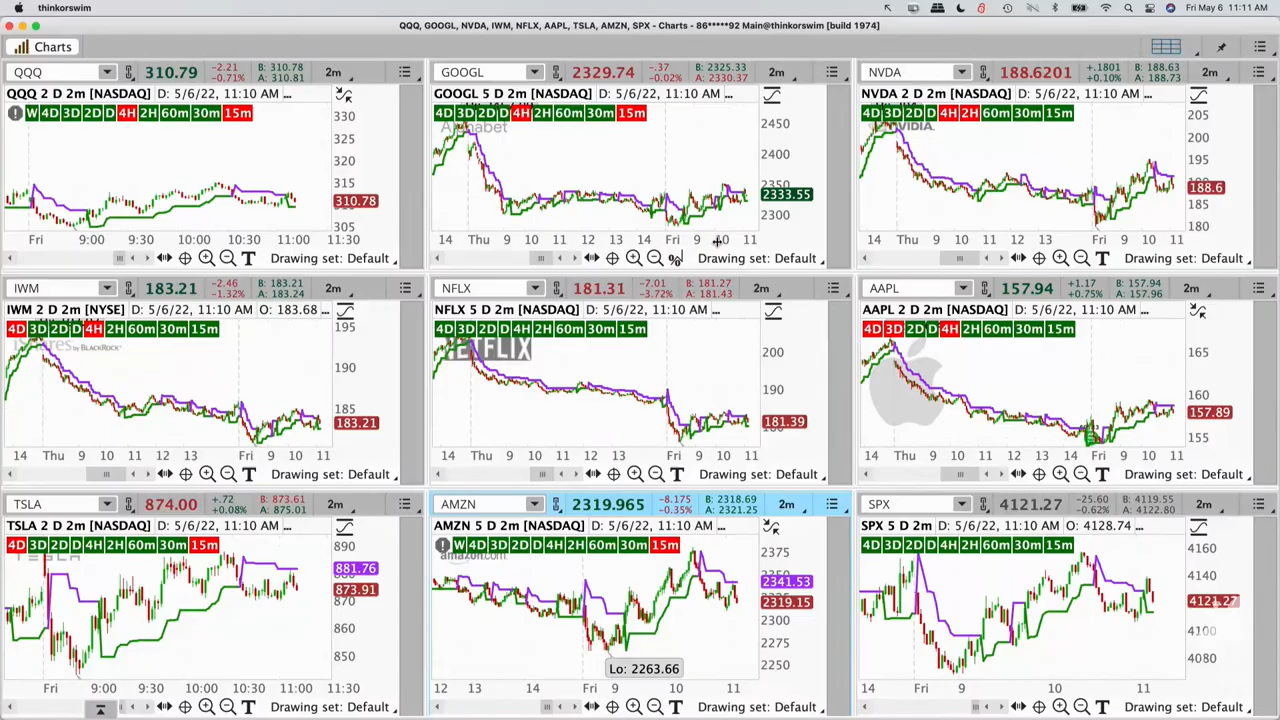 thinkorswim
Fri May 6 11:11 AM
QQQ, GOOGL, NVDA, IWM, NFLX, AAPL, TSLA, AMZN, SPX - Charts - 86*****92 Main@thinkorswim [build 1974]
Charts
QQQ 310.79 -2.21 -0.71% B: 310.78 A: 310.81 2m
QQQ 2 D 2m [NASDAQ] D: 5/6/22, 11:10 AM ...
W 4D 3D 2D D 4H 2H 60m 30m 15m
330
325
320
315
310.78
305
Fri 9:00 9:30 10:00 10:30 11:00 11:30
Drawing set: Default
GOOGL 2329.74 -.37 -0.02% B: 2325.33 A: 2330.37 2m
GOOGL 5 D 2m [NASDAQ] D: 5/6/22, 11:10 AM ...
4D 3D 2D D 4H 2H 60m 30m 15m
Alphabet
2450
2400
2350
2333.55
2300
14 Thu 9 10 11 12 13 14 Fri 9 10 11
% Drawing set: Default
NVDA 188.6201 +.1801 +0.10% B: 188.63 A: 188.73 2m
NVDA 2 D 2m [NASDAQ] D: 5/6/22, 11:10 AM ...
4D 3D 2D D 4H 2H 60m 30m 15m
NVIDIA
205
200
195
190
188.6
180
14 Thu 9 10 11 12 13 Fri 9 10 11
Drawing set: Default
IWM 183.21 -2.46 -1.32% B: 183.21 A: 183.24 2m
IWM 2 D 2m [NYSE] D: 5/6/22, 11:10 AM O: 183.68 ...
4D 3D 2D D 4H 2H 60m 30m 15m
iShares by BLACKROCK
195
190
185
183.21
14 Thu 9 10 11 12 13 14 Fri 9 10 11
Drawing set: Default
NFLX 181.31 -7.01 -3.72% B: 181.27 A: 181.43 2m
NFLX 5 D 2m [NASDAQ] D: 5/6/22, 11:10 AM ...
4D 3D 2D D 4H 2H 60m 30m 15m
NETFLIX
200
190
181.39
14 Thu 9 10 11 12 13 14 Fri 9 10 11
Drawing set: Default
AAPL 157.94 +1.17 +0.75% B: 157.94 A: 157.96 2m
AAPL 2 D 2m [NASDAQ] D: 5/6/22, 11:10 AM ...
4D 3D 2D D 4H 2H 60m 30m 15m
165
160
157.89
155
14 Thu 9 10 11 12 13 14 Fri 9 10 11
Drawing set: Default
TSLA 874.00 +.72 +0.08% B: 873.61 A: 875.01 2m
TSLA 2 D 2m [NASDAQ] D: 5/6/22, 11:10 AM ...
4D 3D 2D D 4H 2H 60m 30m 15m
TESLA
890
881.76
873.91
870
860
850
Fri 9:00 9:30 10:00 10:30 11:00 11:30
Drawing set: Default
AMZN 2319.965 -8.175 -0.35% B: 2318.69 A: 2321.25 2m
AMZN 5 D 2m [NASDAQ] D: 5/6/22, 11:10 AM ...
W 4D 3D 2D D 4H 2H 60m 30m 15m
amazon.com
2375
2341.53
2319.15
2300
2275
2250
Lo: 2263.66
12 13 14 Fri 9 10 11
Drawing set: Default
SPX 4121.27 -25.60 -0.62% B: 4119.55 A: 4122.80 2m
SPX 5 D 2m D: 5/6/22, 11:10 AM O: 4128.74 ...
4D 3D 2D D 4H 2H 60m 30m 15m
4160
4140
4121.27
4100
4080
14 Fri 9 10 11
Drawing set: Default